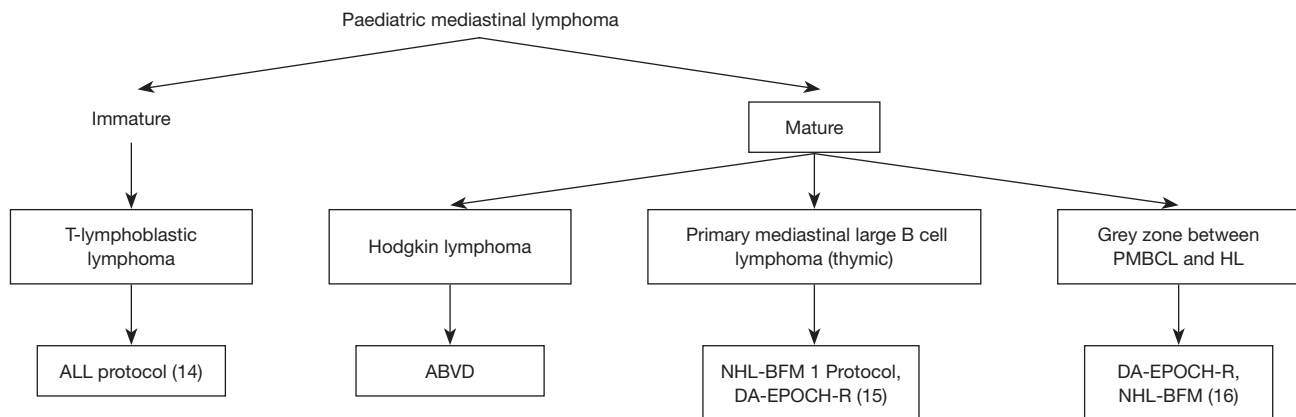 Paediatric mediastinal lymphoma
Immature
Mature
T-lymphoblastic
lymphoma
Hodgkin lymphoma
Primary mediastinal large B cell
lymphoma (thymic)
Grey zone between
PMBCL and HL
ALL protocol (14)
ABVD
NHL-BFM 1 Protocol,
DA-EPOCH-R (15)
DA-EPOCH-R,
NHL-BFM (16)